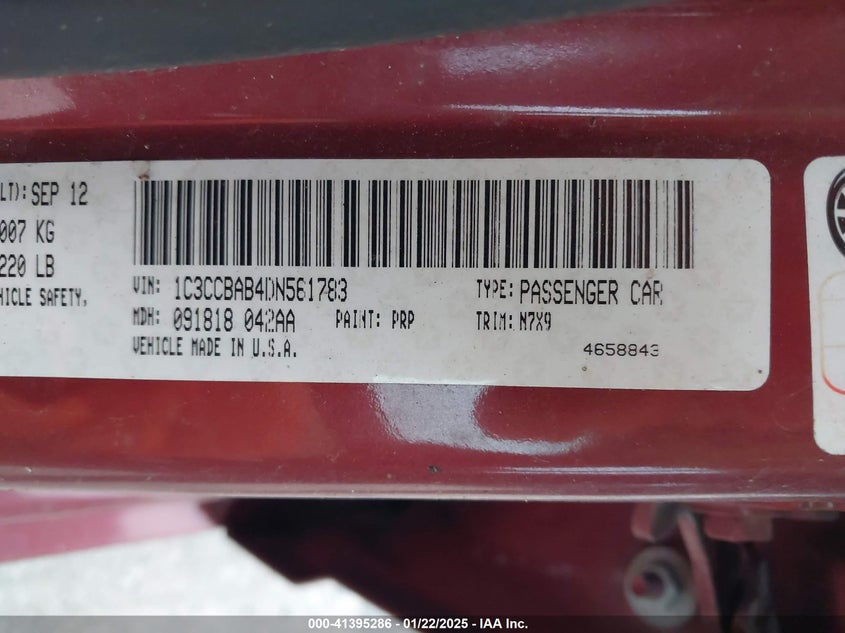 LT): SEP 12
007 KG
220 LB
HICLE SAFETY,
VIN: 1C3CCBAB4DN561783
TYPE: PASSENGER CAR
MDH: 091818 042AA
PAINT: PRP
TRIM: N7X9
VEHICLE MADE IN U.S.A.
4658843
000-41395286 - 01/22/2025 - IAA Inc.